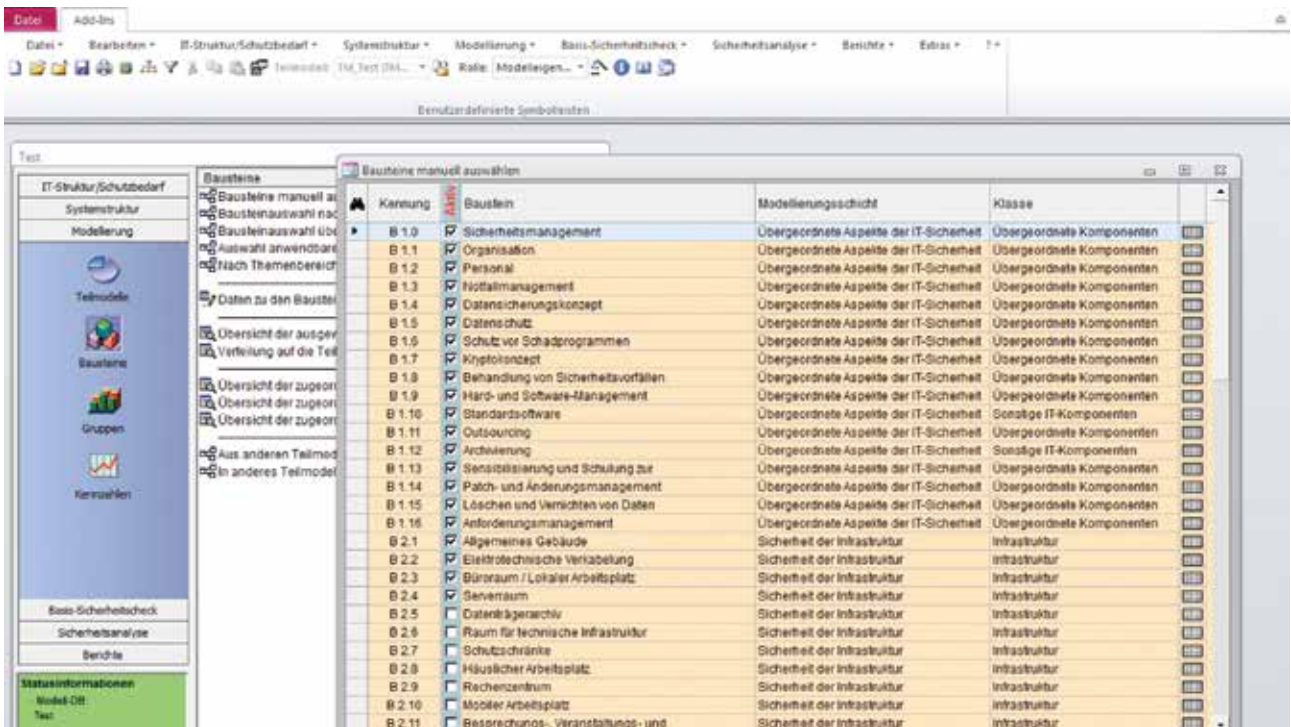 Datei Add-Ins
Datei Bearbeiten IT-Struktur/Schutzbedarf Systemstruktur Modellierung Basis-Sicherheitscheck Sicherheitsanalyse Berichte Extras ?
Teilmodell: Rolle: Modelleigen...
Benutzerdefinierte Symbolleisten
Test
IT-Struktur/Schutzbedarf
Systemstruktur
Modellierung
Teilmodelle
Bausteine
Gruppen
Kennzahlen
Basis-Sicherheitscheck
Sicherheitsanalyse
Berichte
Statusinformationen
Modell-DB:
Test
Bausteine
Bausteine manuell au
Bausteinauswahl nac
Bausteinauswahl übe
Auswahl anwendbare
Nach Themenbereich
Daten zu den Baustei
Übersicht der ausgew
Verteilung auf die Teil
Übersicht der zugeord
Übersicht der zugeord
Übersicht der zugeord
Aus anderen Teilmod
In anderes Teilmodel
Bausteine manuell auswählen
Kennung Aktiv Baustein Modellierungsschicht Klasse
B 1.0 Sicherheitsmanagement Übergeordnete Aspekte der IT-Sicherheit Übergeordnete Komponenten
B 1.1 Organisation Übergeordnete Aspekte der IT-Sicherheit Übergeordnete Komponenten
B 1.2 Personal Übergeordnete Aspekte der IT-Sicherheit Übergeordnete Komponenten
B 1.3 Notfallmanagement Übergeordnete Aspekte der IT-Sicherheit Übergeordnete Komponenten
B 1.4 Datensicherungskonzept Übergeordnete Aspekte der IT-Sicherheit Übergeordnete Komponenten
B 1.5 Datenschutz Übergeordnete Aspekte der IT-Sicherheit Übergeordnete Komponenten
B 1.6 Schutz vor Schadprogrammen Übergeordnete Aspekte der IT-Sicherheit Übergeordnete Komponenten
B 1.7 Kryptokonzept Übergeordnete Aspekte der IT-Sicherheit Übergeordnete Komponenten
B 1.8 Behandlung von Sicherheitsvorfällen Übergeordnete Aspekte der IT-Sicherheit Übergeordnete Komponenten
B 1.9 Hard- und Software-Management Übergeordnete Aspekte der IT-Sicherheit Übergeordnete Komponenten
B 1.10 Standardsoftware Übergeordnete Aspekte der IT-Sicherheit Sonstige IT-Komponenten
B 1.11 Outsourcing Übergeordnete Aspekte der IT-Sicherheit Übergeordnete Komponenten
B 1.12 Archivierung Übergeordnete Aspekte der IT-Sicherheit Sonstige IT-Komponenten
B 1.13 Sensibilisierung und Schulung zur Übergeordnete Aspekte der IT-Sicherheit Übergeordnete Komponenten
B 1.14 Patch- und Änderungsmanagement Übergeordnete Aspekte der IT-Sicherheit Übergeordnete Komponenten
B 1.15 Löschen und Vernichten von Daten Übergeordnete Aspekte der IT-Sicherheit Übergeordnete Komponenten
B 1.16 Anforderungsmanagement Übergeordnete Aspekte der IT-Sicherheit Übergeordnete Komponenten
B 2.1 Allgemeines Gebäude Sicherheit der Infrastruktur Infrastruktur
B 2.2 Elektrotechnische Verkabelung Sicherheit der Infrastruktur Infrastruktur
B 2.3 Büroraum / Lokaler Arbeitsplatz Sicherheit der Infrastruktur Infrastruktur
B 2.4 Serverraum Sicherheit der Infrastruktur Infrastruktur
B 2.5 Datenträgerarchiv Sicherheit der Infrastruktur Infrastruktur
B 2.6 Raum für technische Infrastruktur Sicherheit der Infrastruktur Infrastruktur
B 2.7 Schutzschränke Sicherheit der Infrastruktur Infrastruktur
B 2.8 Häuslicher Arbeitsplatz Sicherheit der Infrastruktur Infrastruktur
B 2.9 Rechenzentrum Sicherheit der Infrastruktur Infrastruktur
B 2.10 Mobiler Arbeitsplatz Sicherheit der Infrastruktur Infrastruktur
B 2.11 Besprechungs-, Veranstaltungs- und Sicherheit der Infrastruktur Infrastruktur